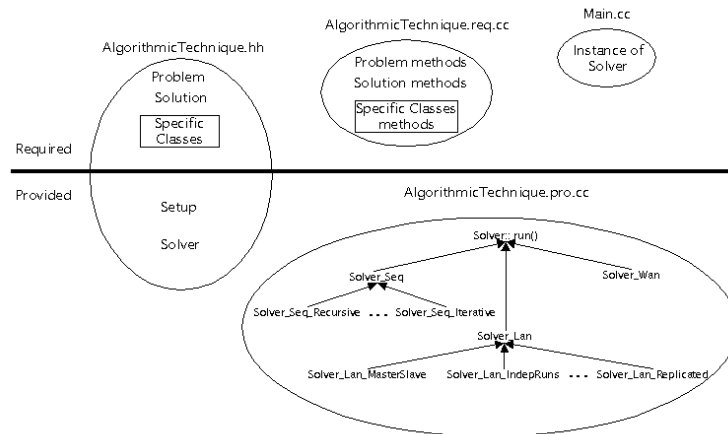 Main.cc
AlgorithmicTechnique.req.cc
AlgorithmicTechnique.hh
Instance of
Solver
Problem methods
Solution methods
Specific Classes
methods
Problem
Solution
Specific
Classes
Required
Provided
Setup
Solver
AlgorithmicTechnique.pro.cc
Solver:: run()
Solver_Seq
Solver_Wan
Solver_Seq_Recursive ... Solver_Seq_Iterative
Solver_Lan
Solver_Lan_MasterSlave Solver_Lan_IndepRuns ... Solver_Lan_Replicated